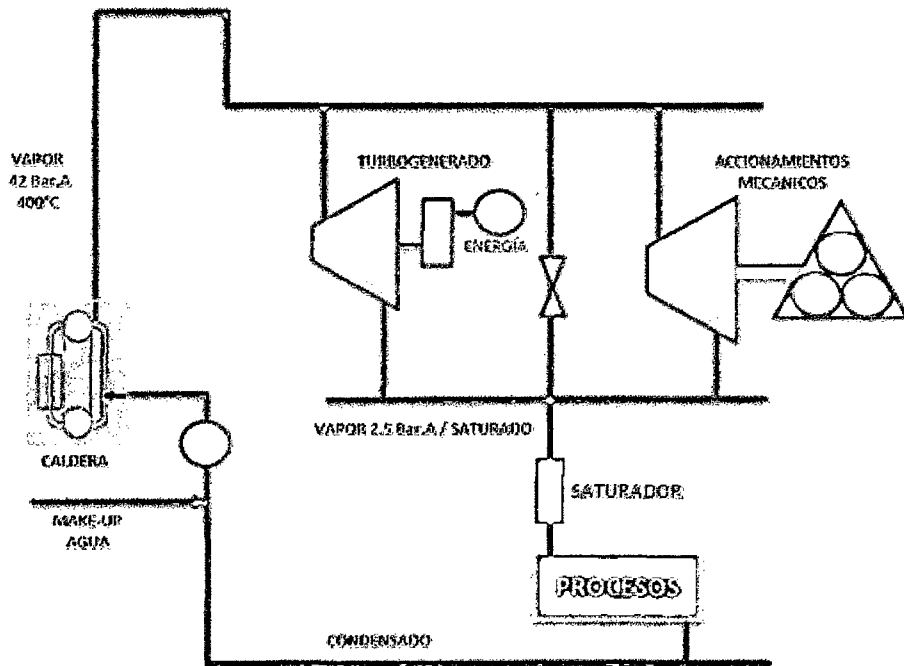 VAPOR
42 Bar.A
400°C
TURBOGENERADO
ENERGÍA
ACCIONAMIENTOS
MECANICOS
VAPOR 2.5 Bar.A / SATURADO
CALDERA
SATURADOR
MAKE-UP
AGUA
PROCESOS
CONDENSADO